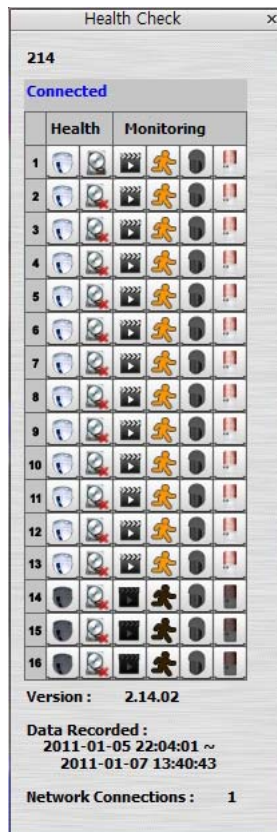 Health Check x
214
Connected
Health Monitoring
1
2
3
4
5
6
7
8
9
10
11
12
13
14
15
16
Version : 2.14.02
Data Recorded :
2011-01-05 22:04:01 ~
2011-01-07 13:40:43
Network Connections : 1